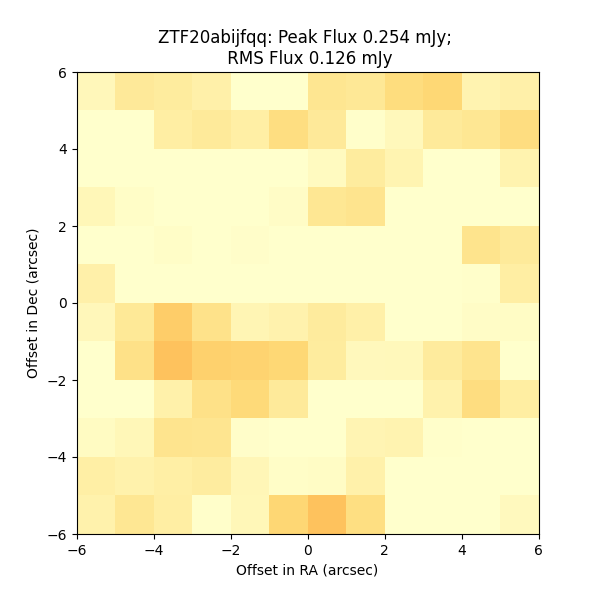 ZTF20abijfqq: Peak Flux 0.254 mJy;
RMS Flux 0.126 mJy
6
4
2
0
−2
−4
−6
Offset in Dec (arcsec)
−6 −4 −2 0 2 4 6
Offset in RA (arcsec)